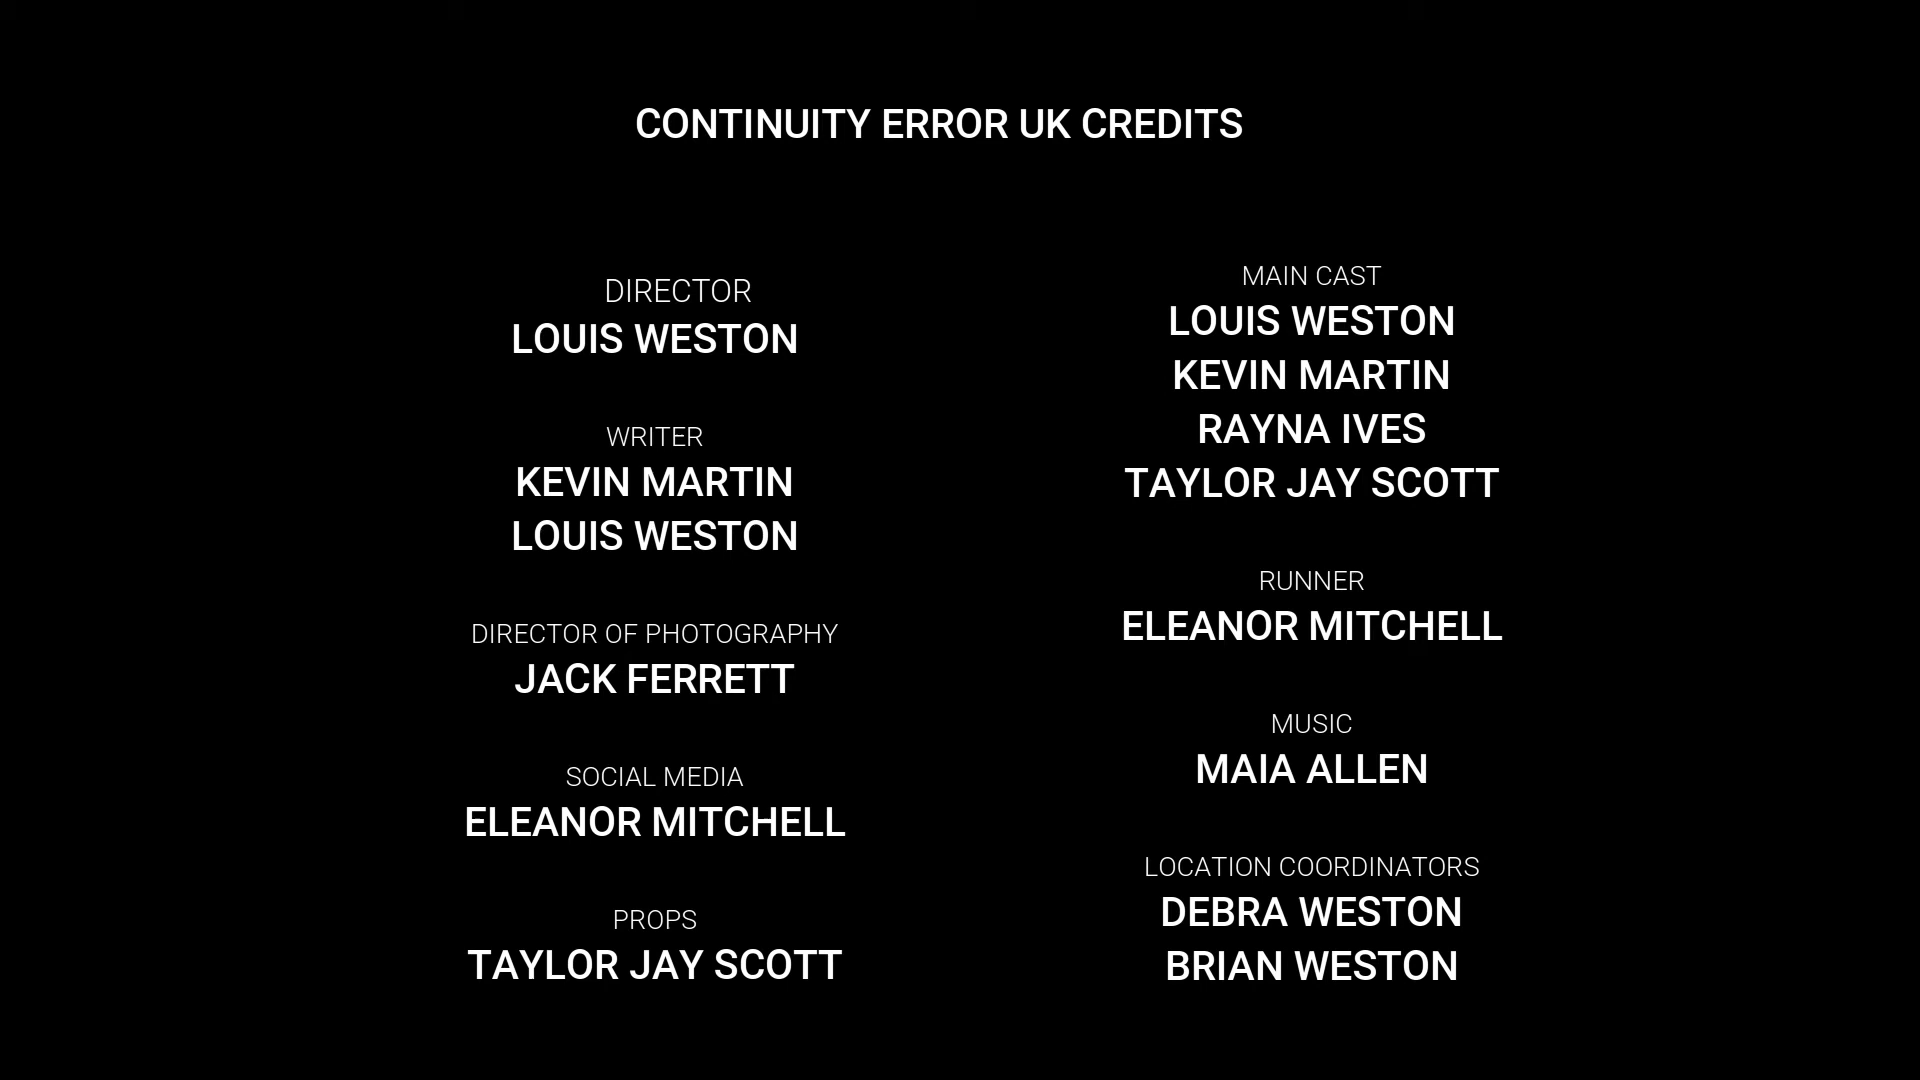 CONTINUITY ERROR UK CREDITS
DIRECTOR
LOUIS WESTON
WRITER
KEVIN MARTIN
LOUIS WESTON
DIRECTOR OF PHOTOGRAPHY
JACK FERRETT
SOCIAL MEDIA
ELEANOR MITCHELL
PROPS
TAYLOR JAY SCOTT
MAIN CAST
LOUIS WESTON
KEVIN MARTIN
RAYNA IVES
TAYLOR JAY SCOTT
RUNNER
ELEANOR MITCHELL
MUSIC
MAIA ALLEN
LOCATION COORDINATORS
DEBRA WESTON
BRIAN WESTON